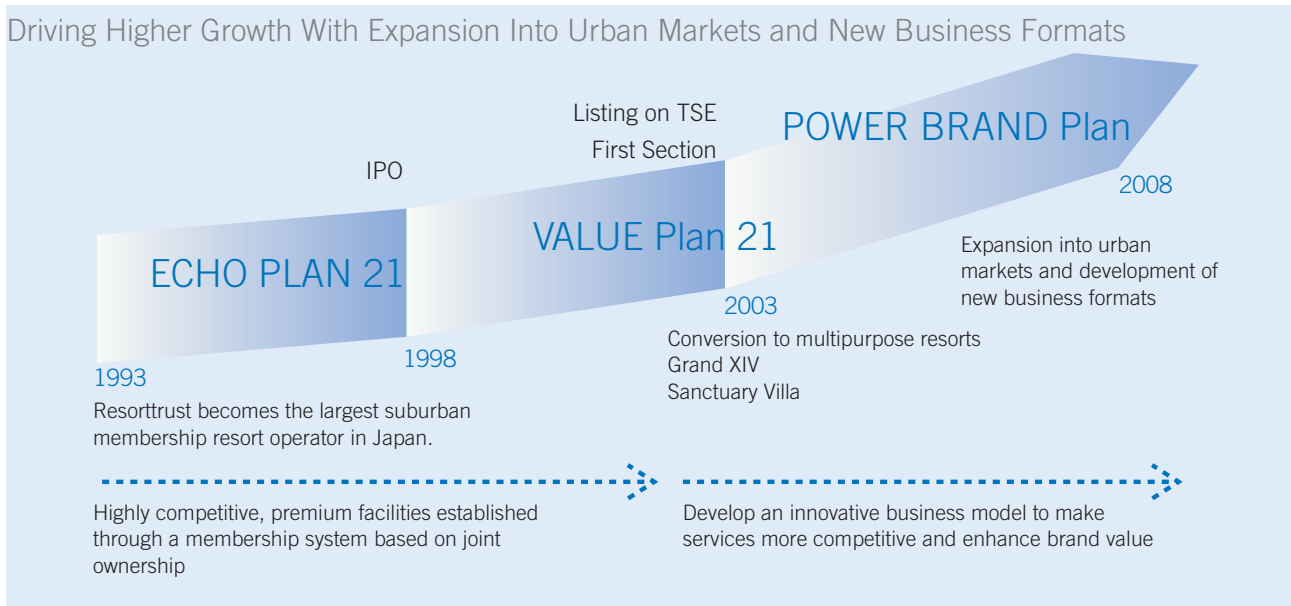 Driving Higher Growth With Expansion Into Urban Markets and New Business Formats
Listing on TSE
First Section
POWER BRAND Plan
IPO
2008
VALUE Plan 21
ECHO PLAN 21
Expansion into urban
markets and development of
new business formats
2003
Conversion to multipurpose resorts
Grand XIV
Sanctuary Villa
1998
1993
Resorttrust becomes the largest suburban
membership resort operator in Japan.
Highly competitive, premium facilities established
through a membership system based on joint
ownership
Develop an innovative business model to make
services more competitive and enhance brand value